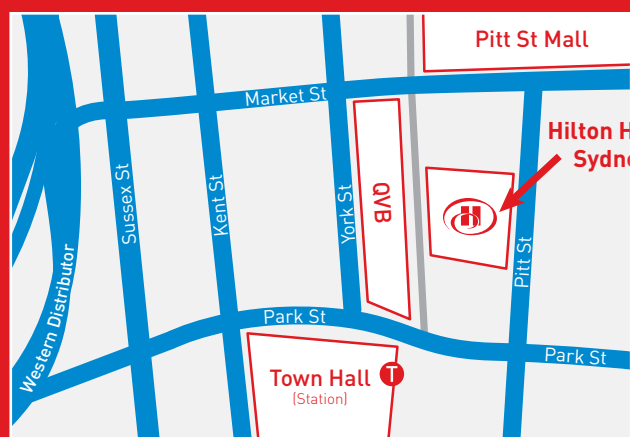 Pitt St Mall
Market St
Hilton H
Sydne
Sussex St
Kent St
York St
QVB
H
Pitt St
Western Distributor
Park St
Park St
Town Hall
T
(Station)